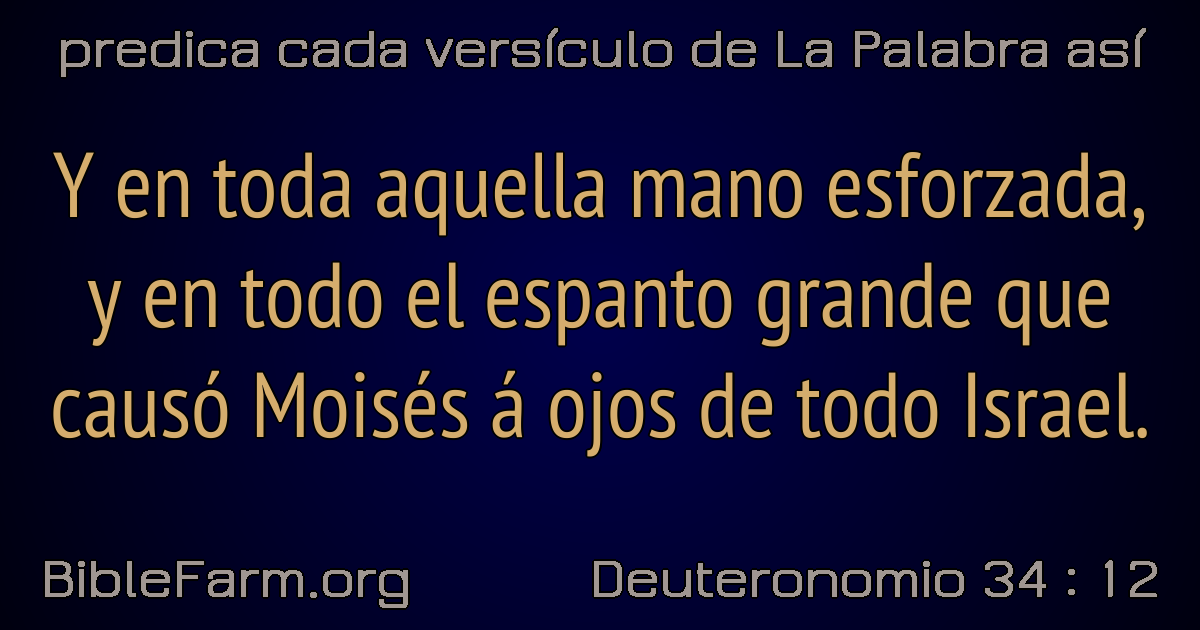 predica cada versículo de La Palabra así
Y en toda aquella mano esforzada,
y en todo el espanto grande que
causó Moisés á ojos de todo Israel.
BibleFarm.org
Deuteronomio 34 : 12